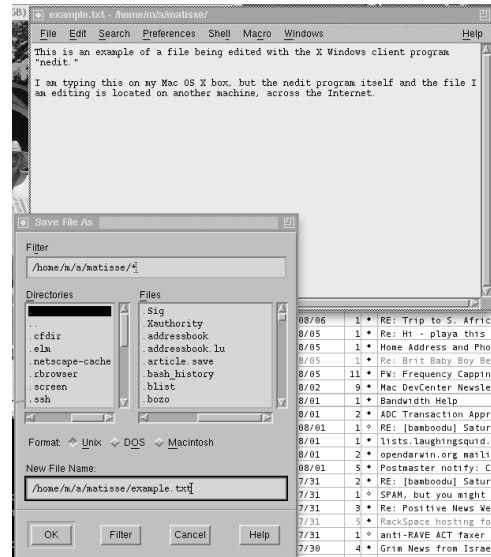 GB)
example.txt - /home/m/a/matisse/
File Edit Search Preferences Shell Macro Windows Help
This is an example of a file being edited with the X Windows client program
"nedit."
I am typing this on my Mac OS X box, but the nedit program itself and the file I
am editing is located on another machine, across the Internet.
Save File As
Filter
/home/m/a/matisse/*
Directories Files
.
..
.cfdir
.elm
.netscape-cache
.rbrowser
.screen
.ssh
.Sig
.Xauthority
.addressbook
.addressbook.lu
.article.save
.bash_history
.blist
.bozo
Format: Unix DOS Macintosh
New File Name:
/home/m/a/matisse/example.txt
OK Filter Cancel Help
08/06 1 RE: Trip to S. Afric
8/05 1 Re: Hi - playa this
8/05 1 Home Address and Pho
8/05 1 Re: Brit Baby Boy Be
8/05 11 FW: Frequency Cappin
8/02 9 Mac DevCenter Newsle
8/01 1 Bandwidth Help
8/01 2 ADC Transaction Appr
08/01 1 RE: [bamboodu] Satur
8/01 1 lists.laughingsquid.
8/01 2 opendarwin.org maili
08/01 5 Postmaster notify: C
7/31 2 RE: [bamboodu] Satur
7/31 1 SPAM, but you might
7/31 3 Re: Positive News We
7/31 5 RackSpace hosting fo
7/31 1 anti-RAVE ACT faxer
7/30 4 Grim News from Israe